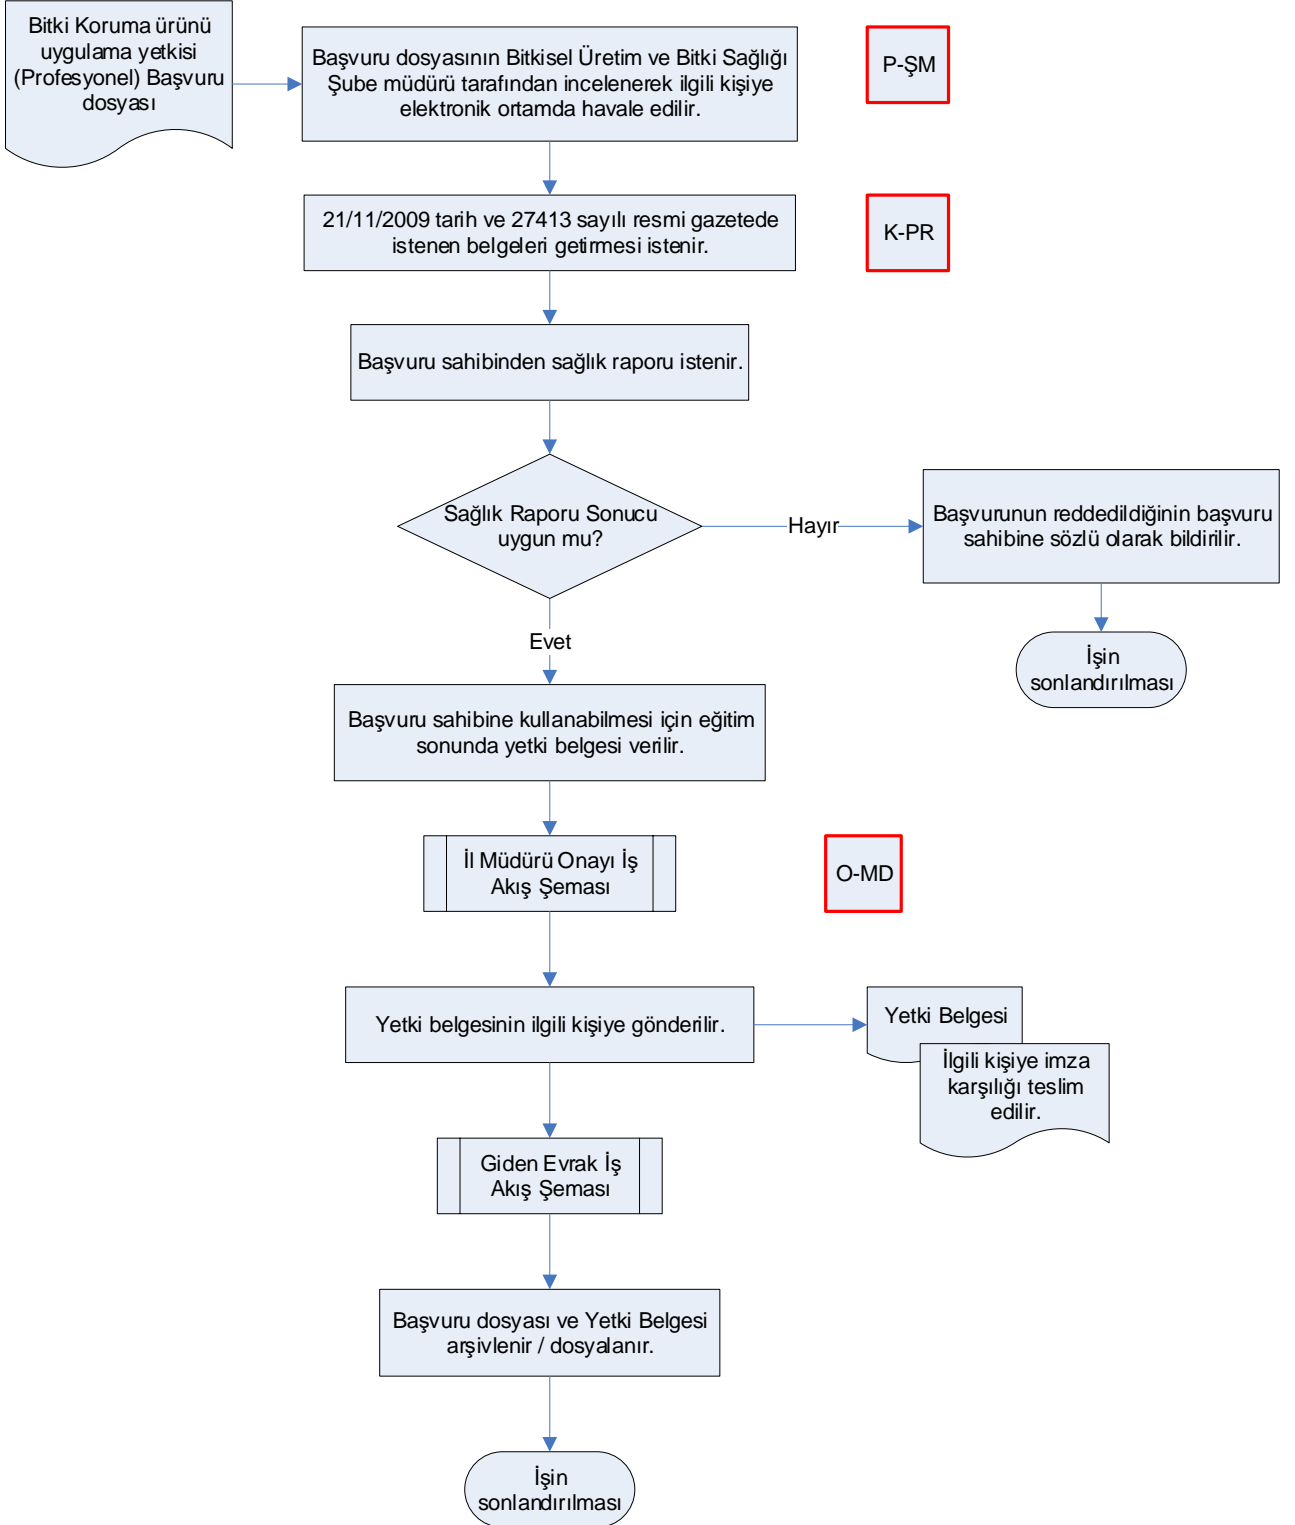 Bitki Koruma ürünü
uygulama yetkisi
(Profesyonel) Başvuru
dosyası
Başvuru dosyasının Bitkisel Üretim ve Bitki Sağlığı
Şube müdürü tarafından incelenerek ilgili kişiye
elektronik ortamda havale edilir.
P-ŞM
21/11/2009 tarih ve 27413 sayılı resmi gazetede
istenen belgeleri getirmesi istenir.
K-PR
Başvuru sahibinden sağlık raporu istenir.
Sağlık Raporu Sonucu
uygun mu?
Hayır
Başvurunun reddedildiğinin başvuru
sahibine sözlü olarak bildirilir.
İşin
sonlandırılması
Evet
Başvuru sahibine kullanabilmesi için eğitim
sonunda yetki belgesi verilir.
İl Müdürü Onayı İş
Akış Şeması
O-MD
Yetki belgesinin ilgili kişiye gönderilir.
Yetki Belgesi
İlgili kişiye imza
karşılığı teslim
edilir.
Giden Evrak İş
Akış Şeması
Başvuru dosyası ve Yetki Belgesi
arşivlenir / dosyalanır.
İşin
sonlandırılması